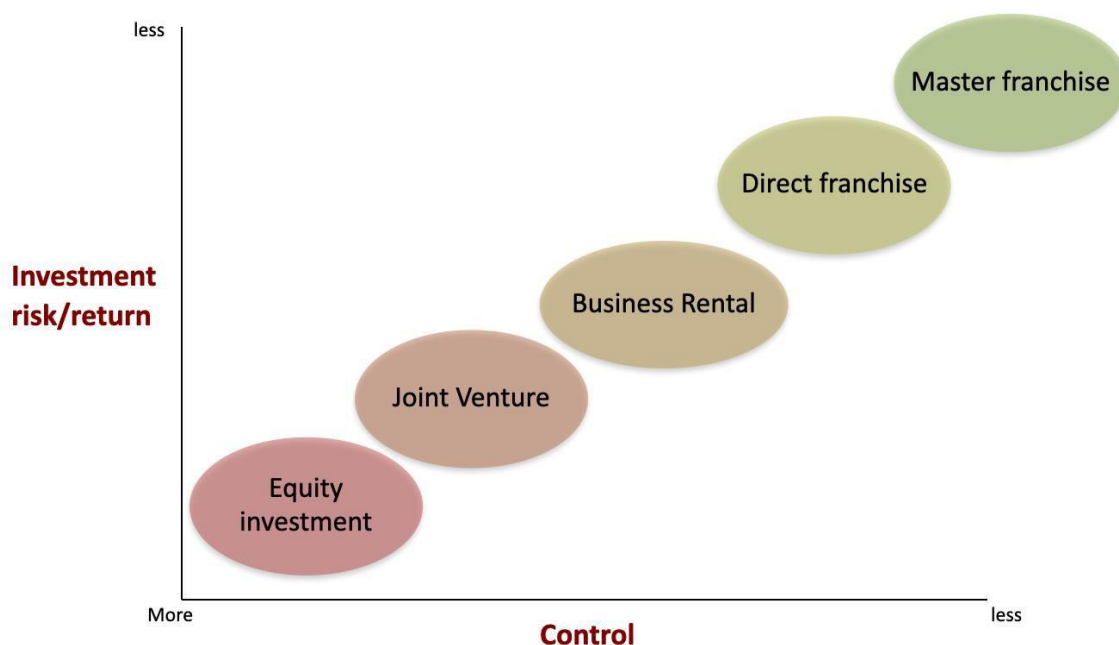 less
Master franchise
Direct franchise
Investment
risk/return
Business Rental
Joint Venture
Equity
investment
More
less
Control